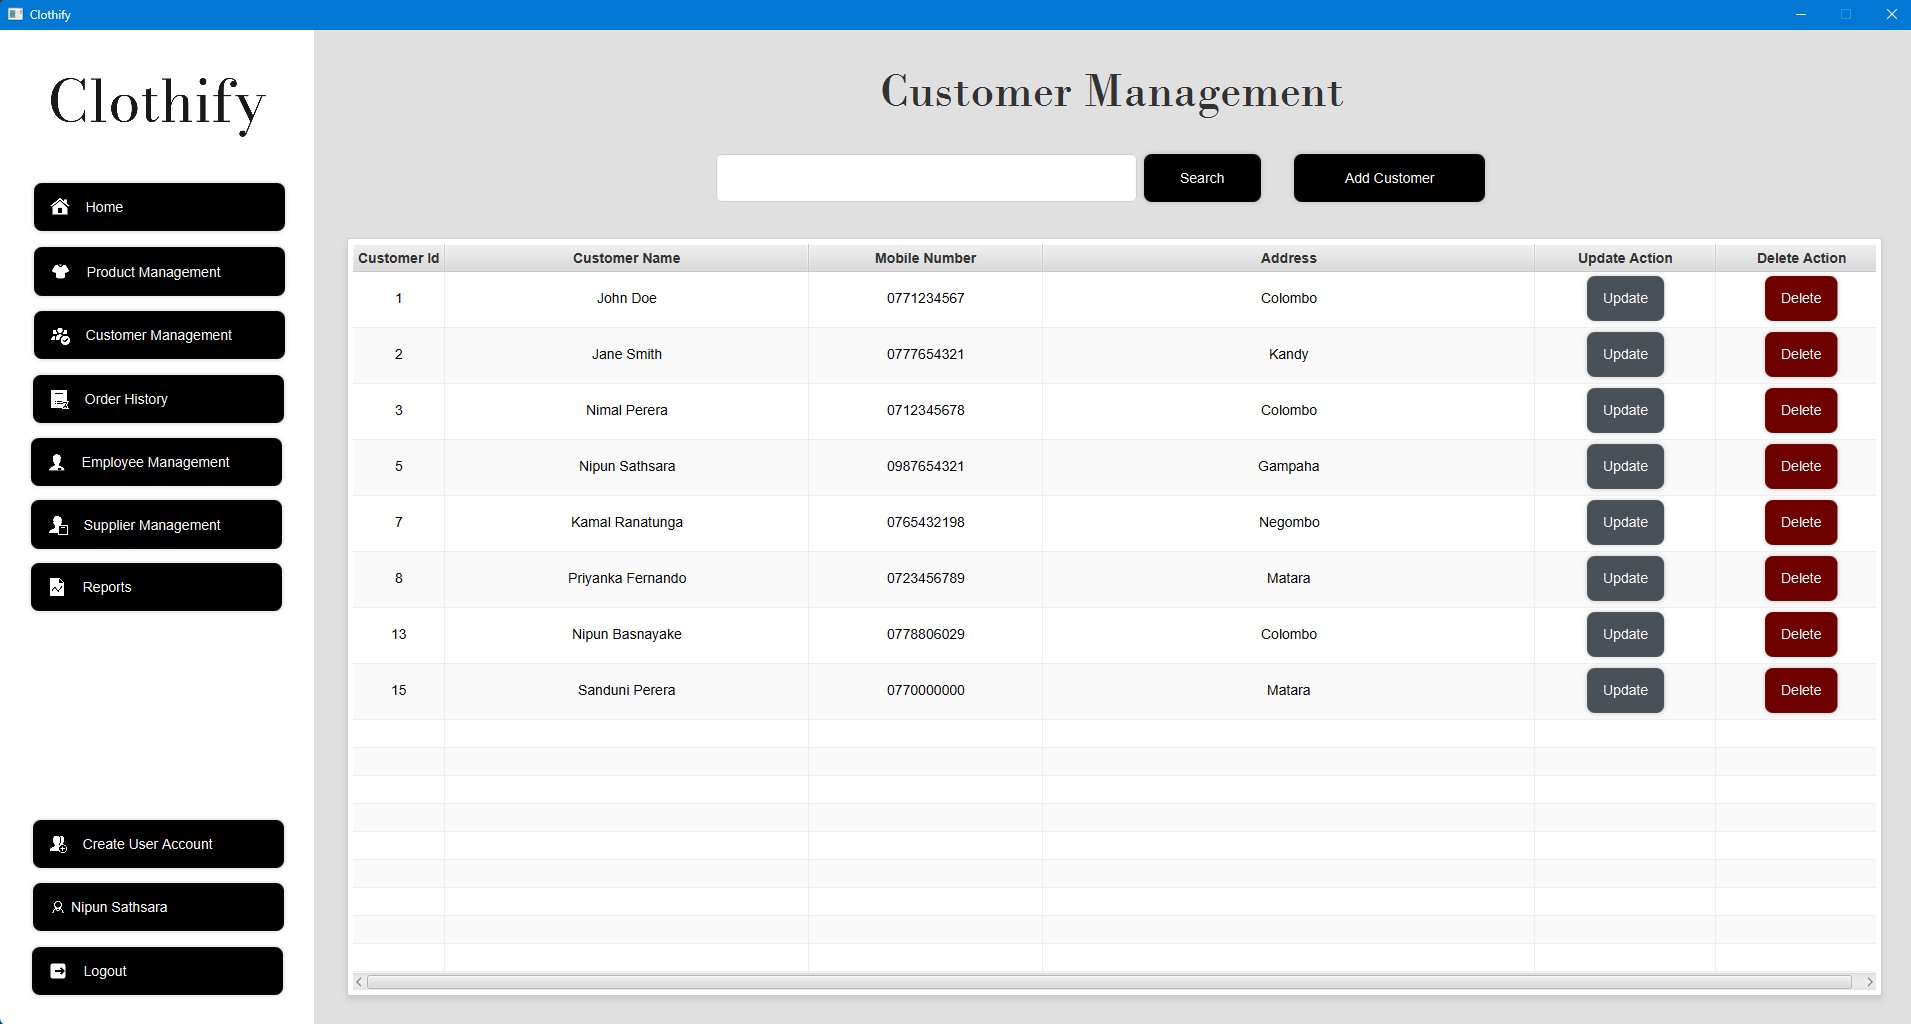 Clothify
Clothify
Home
Product Management
Customer Management
Order History
Employee Management
Supplier Management
Reports
Create User Account
Nipun Sathsara
Logout
Customer Management
Search Add Customer
Customer Id Customer Name Mobile Number Address Update Action Delete Action
1 John Doe 0771234567 Colombo Update Delete
2 Jane Smith 0777654321 Kandy Update Delete
3 Nimal Perera 0712345678 Colombo Update Delete
5 Nipun Sathsara 0987654321 Gampaha Update Delete
7 Kamal Ranatunga 0765432198 Negombo Update Delete
8 Priyanka Fernando 0723456789 Matara Update Delete
13 Nipun Basnayake 0778806029 Colombo Update Delete
15 Sanduni Perera 0770000000 Matara Update Delete